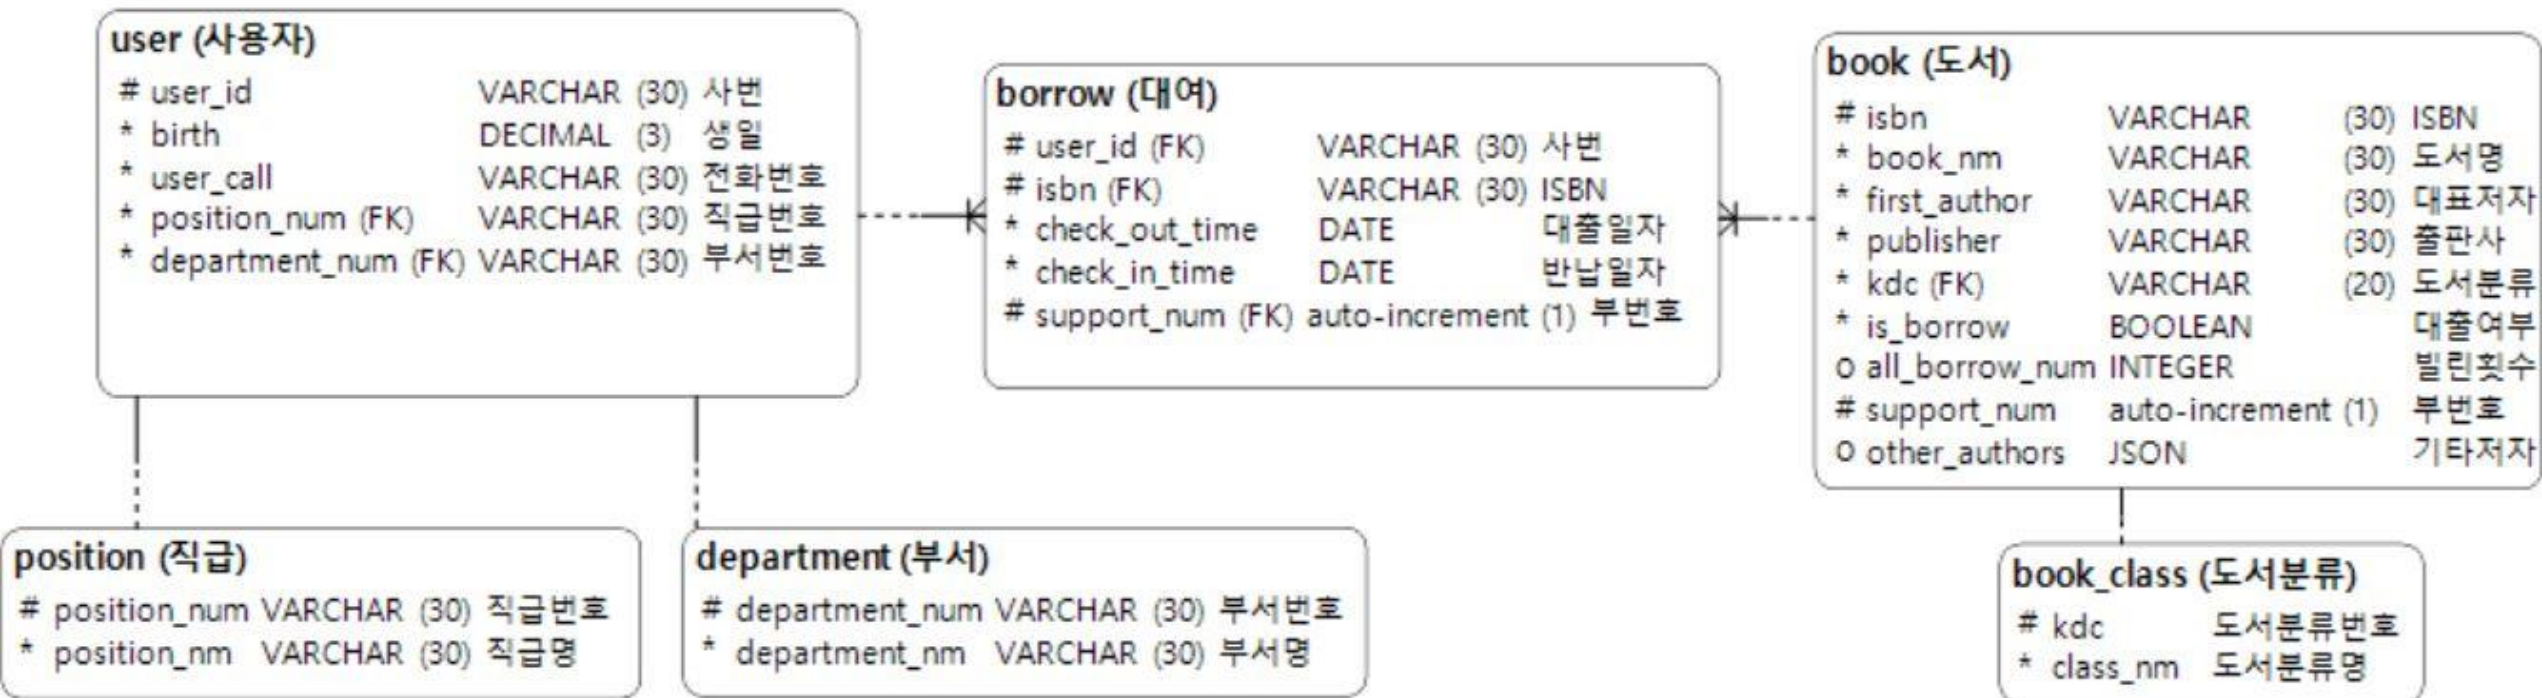 user (사용자)
# user_id VARCHAR (30) 사번
* birth DECIMAL (3) 생일
* user_call VARCHAR (30) 전화번호
* position_num (FK) VARCHAR (30) 직급번호
* department_num (FK) VARCHAR (30) 부서번호
borrow (대여)
# user_id (FK) VARCHAR (30) 사번
# isbn (FK) VARCHAR (30) ISBN
* check_out_time DATE 대출일자
* check_in_time DATE 반납일자
# support_num (FK) auto-increment (1) 부번호
book (도서)
# isbn VARCHAR (30) ISBN
* book_nm VARCHAR (30) 도서명
* first_author VARCHAR (30) 대표저자
* publisher VARCHAR (30) 출판사
* kdc (FK) VARCHAR (20) 도서분류
* is_borrow BOOLEAN 대출여부
o all_borrow_num INTEGER 빌린횟수
# support_num auto-increment (1) 부번호
o other_authors JSON 기타저자
position (직급)
# position_num VARCHAR (30) 직급번호
* position_nm VARCHAR (30) 직급명
department (부서)
# department_num VARCHAR (30) 부서번호
* department_nm VARCHAR (30) 부서명
book_class (도서분류)
# kdc 도서분류번호
* class_nm 도서분류명